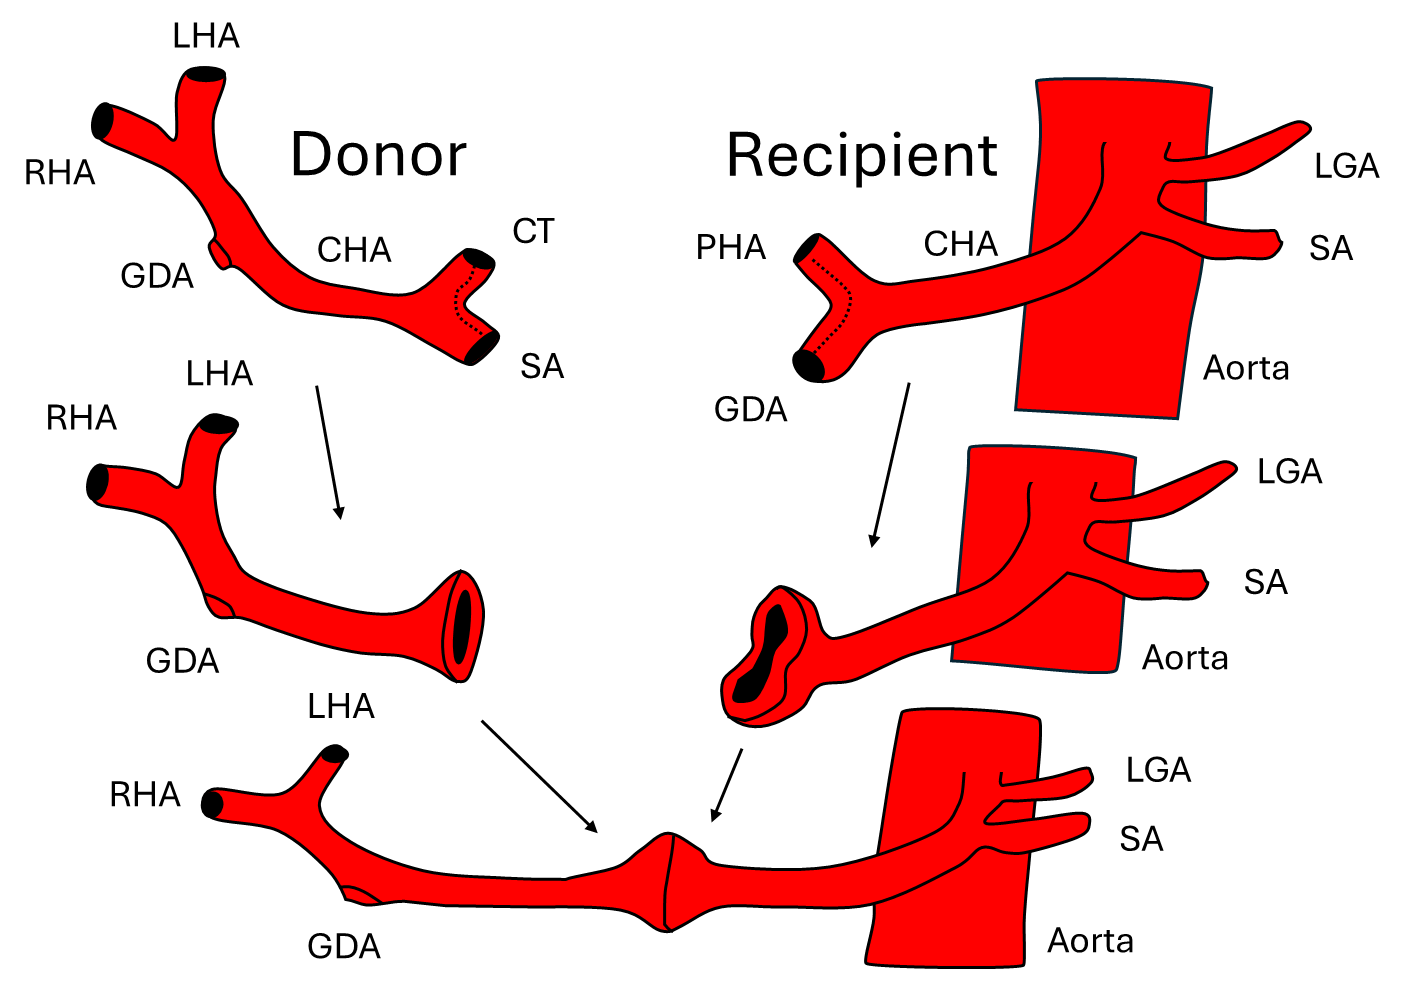 LHA
RHA
Donor
GDA
CHA
CT
SA
Recipient
PHA
CHA
GDA
LGA
SA
Aorta
LHA
RHA
GDA
LGA
SA
Aorta
LHA
RHA
GDA
LGA
SA
Aorta